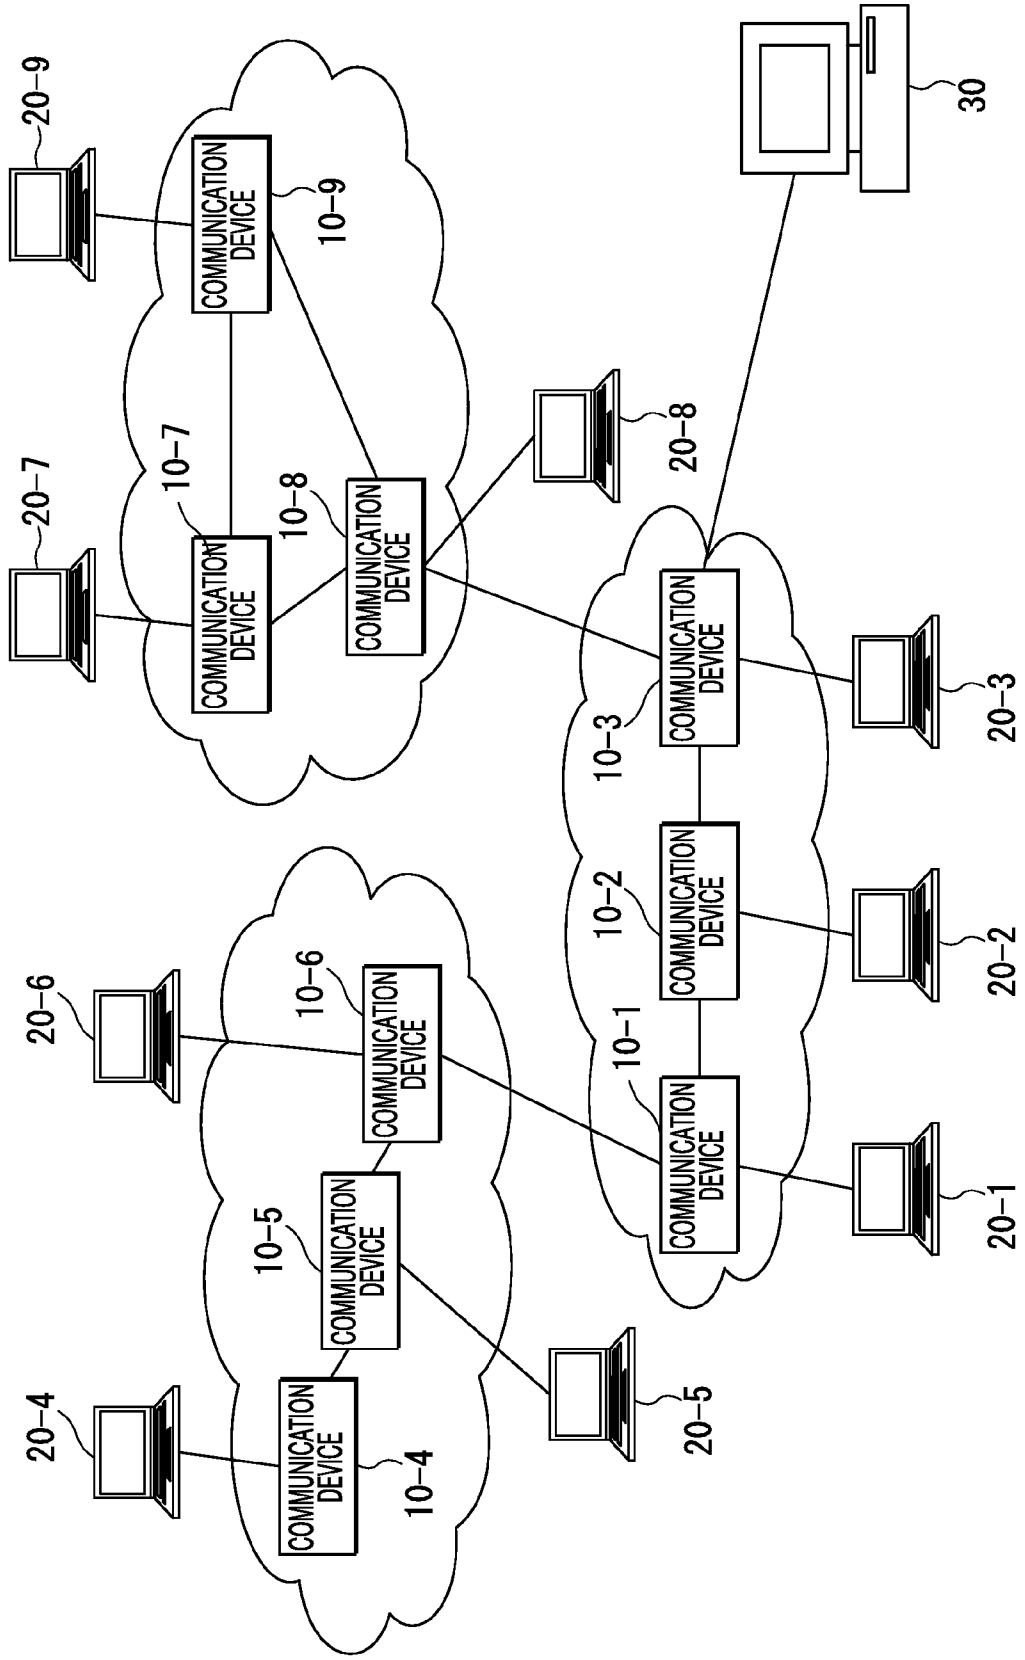 20-4
20-6
20-7
20-9
COMMUNICATION
DEVICE
10-4
10-5
COMMUNICATION
DEVICE
10-6
COMMUNICATION
DEVICE
10-7
COMMUNICATION
DEVICE
COMMUNICATION
DEVICE
10-9
10-8
COMMUNICATION
DEVICE
20-5
20-8
10-1
COMMUNICATION
DEVICE
10-2
COMMUNICATION
DEVICE
10-3
COMMUNICATION
DEVICE
20-1
20-2
20-3
30